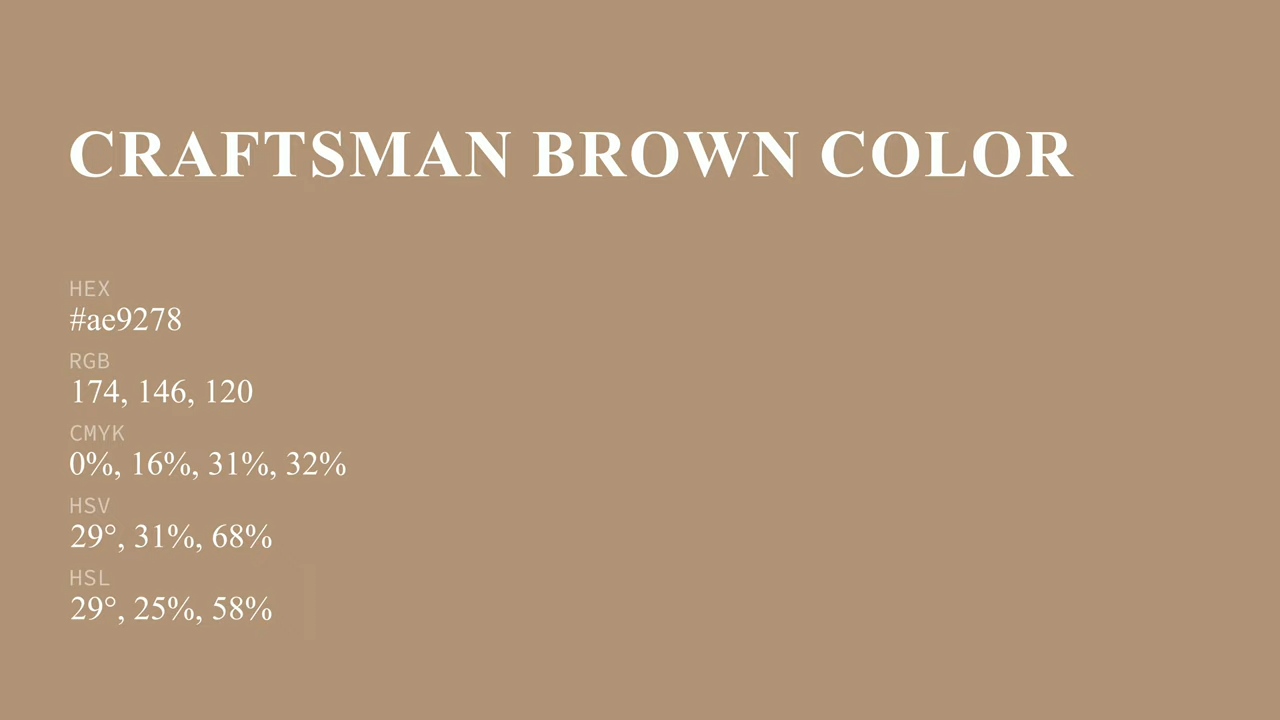 CRAFTSMAN BROWN COLOR
HEX
#ae9278
RGB
174, 146, 120
CMYK
0%, 16%, 31%, 32%
HSV
29°, 31%, 68%
HSL
29°, 25%, 58%